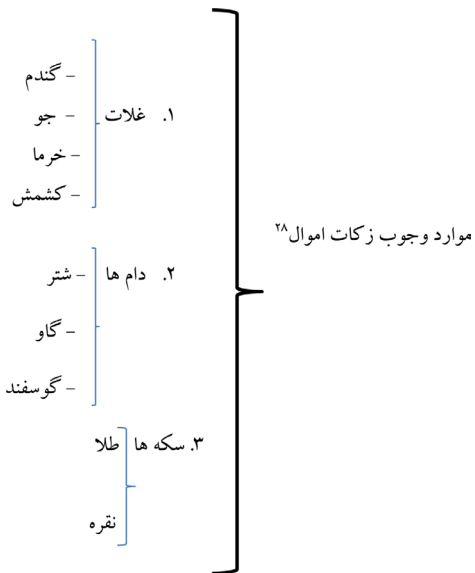 موارد وجوب زکات اموال۲۸
۱. غلات
– گندم
– جو
– خرما
– کشمش
۲. دام ها
– شتر
– گاو
– گوسفند
۳. سکه ها
طلا
نقره